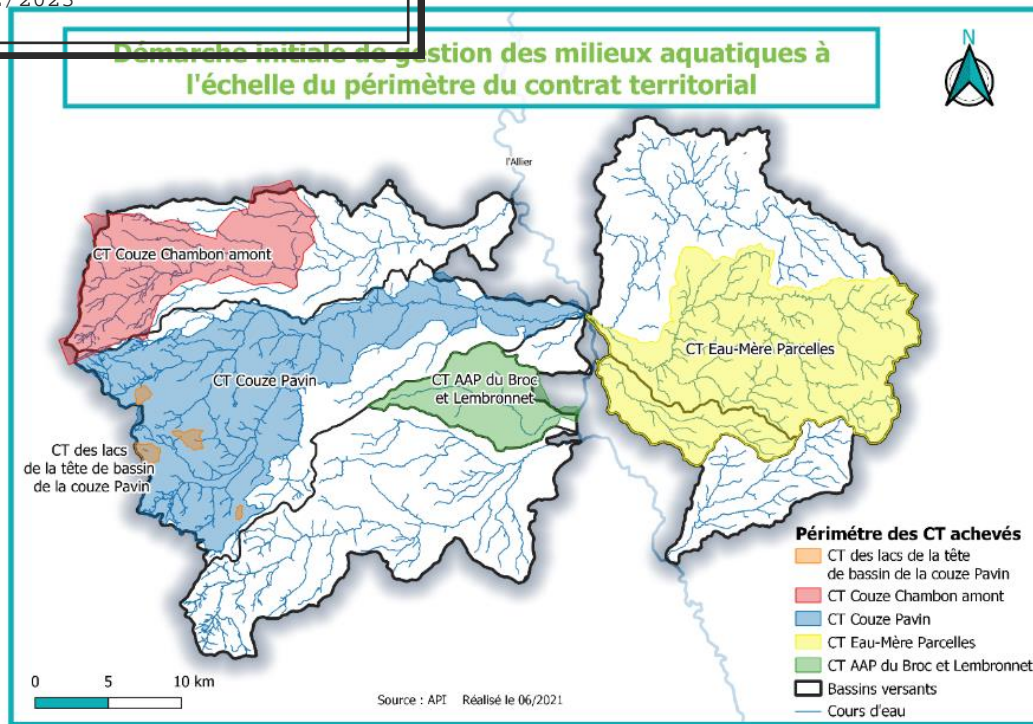 /2023
Démarche initiale de gestion des milieux aquatiques à
l'échelle du périmètre du contrat territorial
N
l'Allier
CT Couze Chambon amont
CT Eau-Mère Parcelles
CT Couze Pavin
CT AAP du Broc
et Lembronnet
CT des lacs
de la tête de bassin
de la couze Pavin
Périmétre des CT achevés
CT des lacs de la tête
de bassin de la couze Pavin
CT Couze Chambon amont
CT Couze Pavin
CT Eau-Mère Parcelles
CT AAP du Broc et Lembronnet
Bassins versants
Cours d'eau
0 5 10 km
Source : API Réalisé le 06/2021